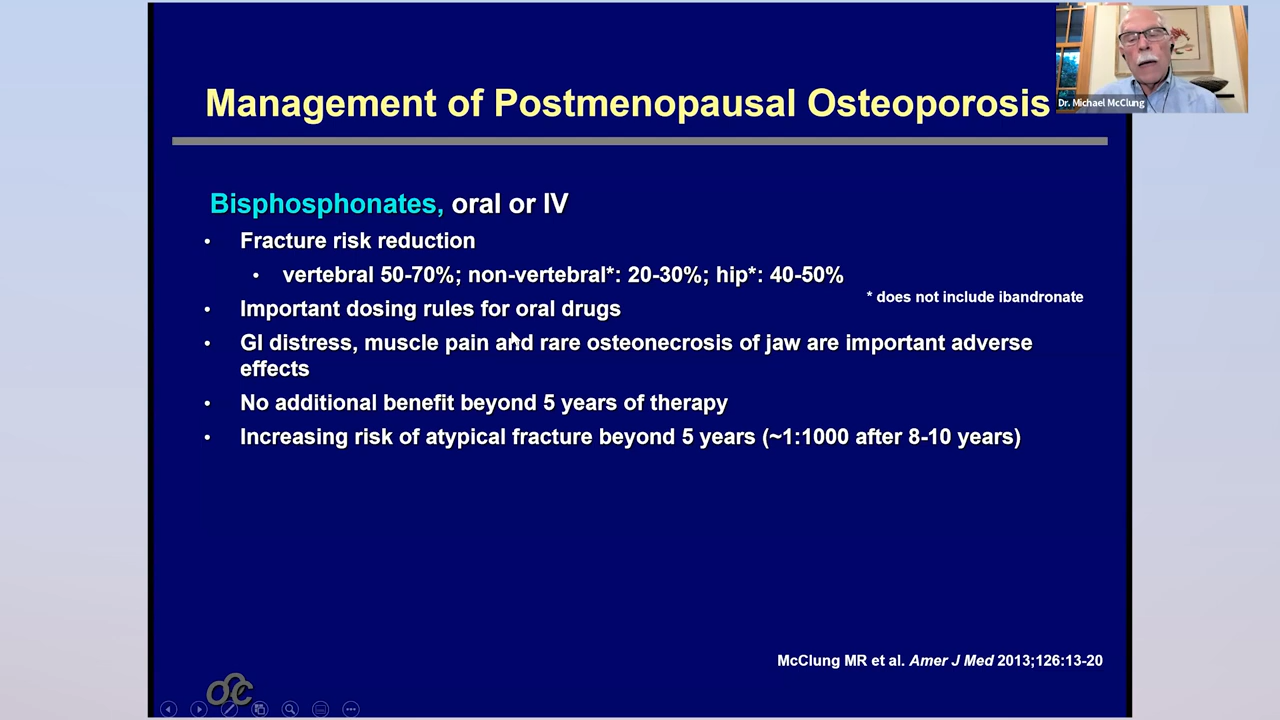 Management of Postmenopausal Osteoporosis
Dr. Michael McClung
Bisphosphonates, oral or IV
• Fracture risk reduction
• vertebral 50-70%; non-vertebral*: 20-30%; hip*: 40-50%
* does not include ibandronate
• Important dosing rules for oral drugs
• GI distress, muscle pain and rare osteonecrosis of jaw are important adverse
effects
• No additional benefit beyond 5 years of therapy
• Increasing risk of atypical fracture beyond 5 years (~1:1000 after 8-10 years)
McClung MR et al. Amer J Med 2013;126:13-20
OC